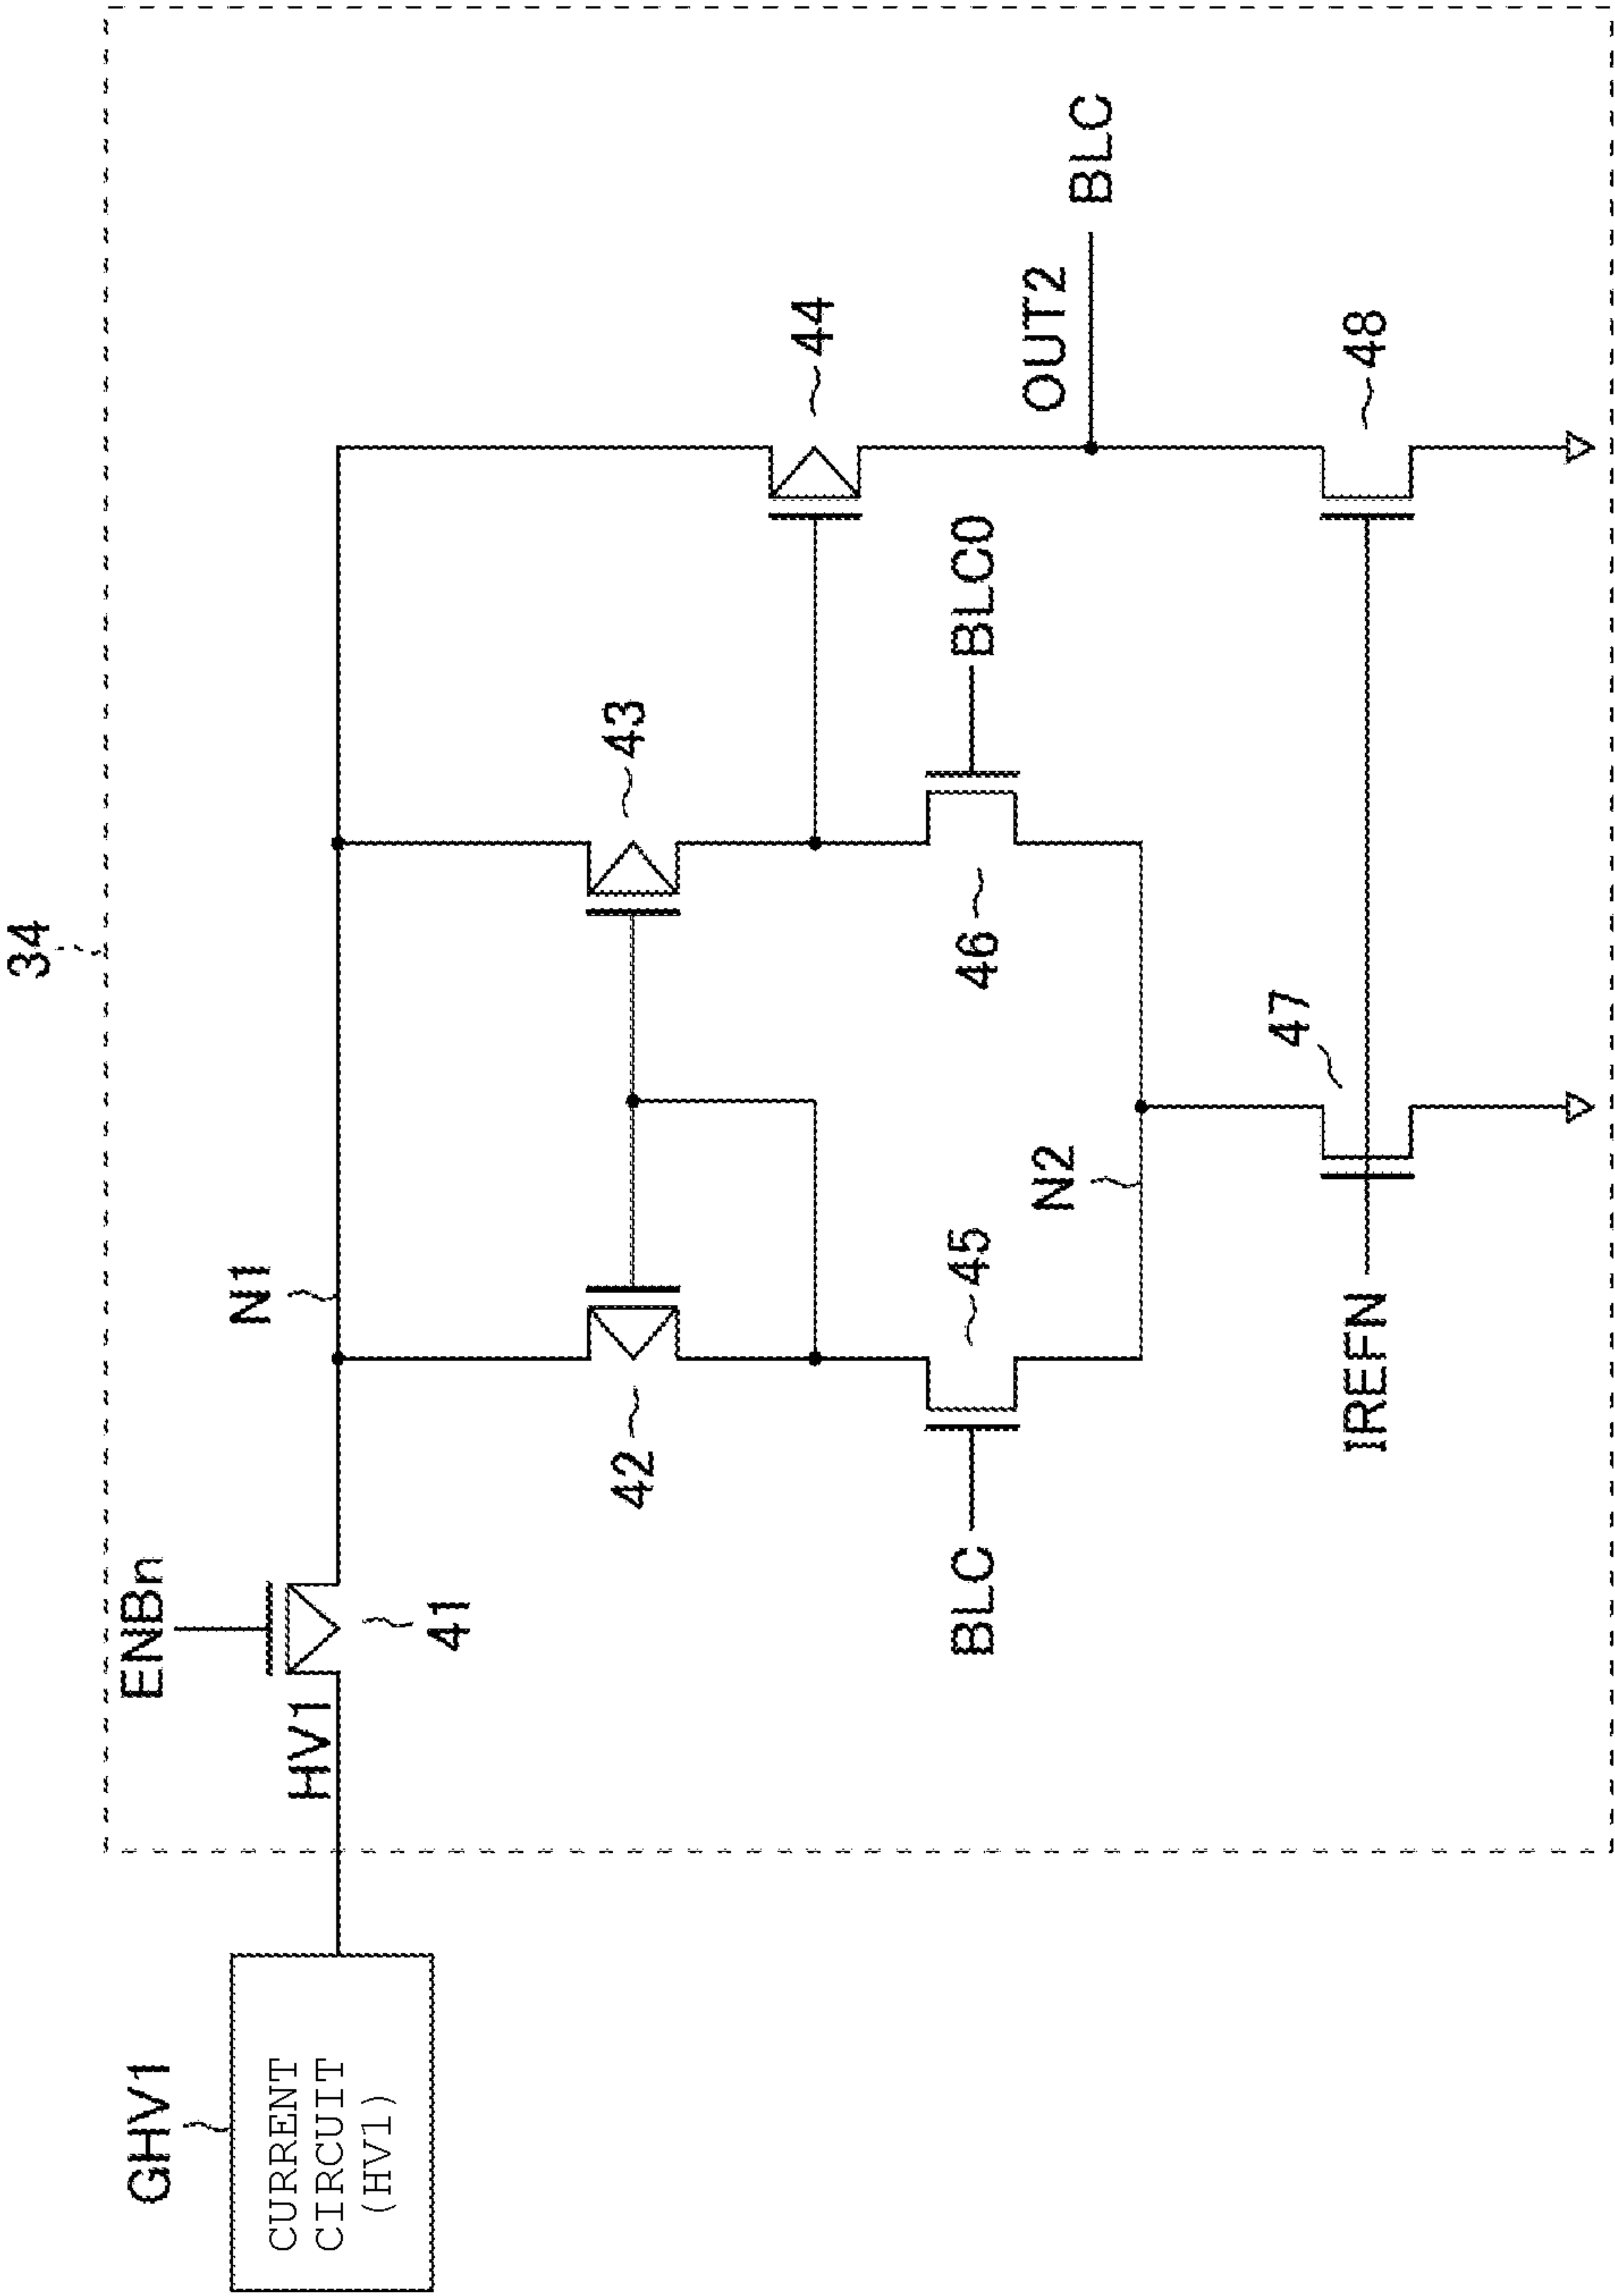 34
GHV1
CURRENT
CIRCUIT
(HV1)
ENBn
HV1
41
N1
42
43
44
BLC
45
46
BLC0
OUT2
BLC
N2
IREFN
47
48